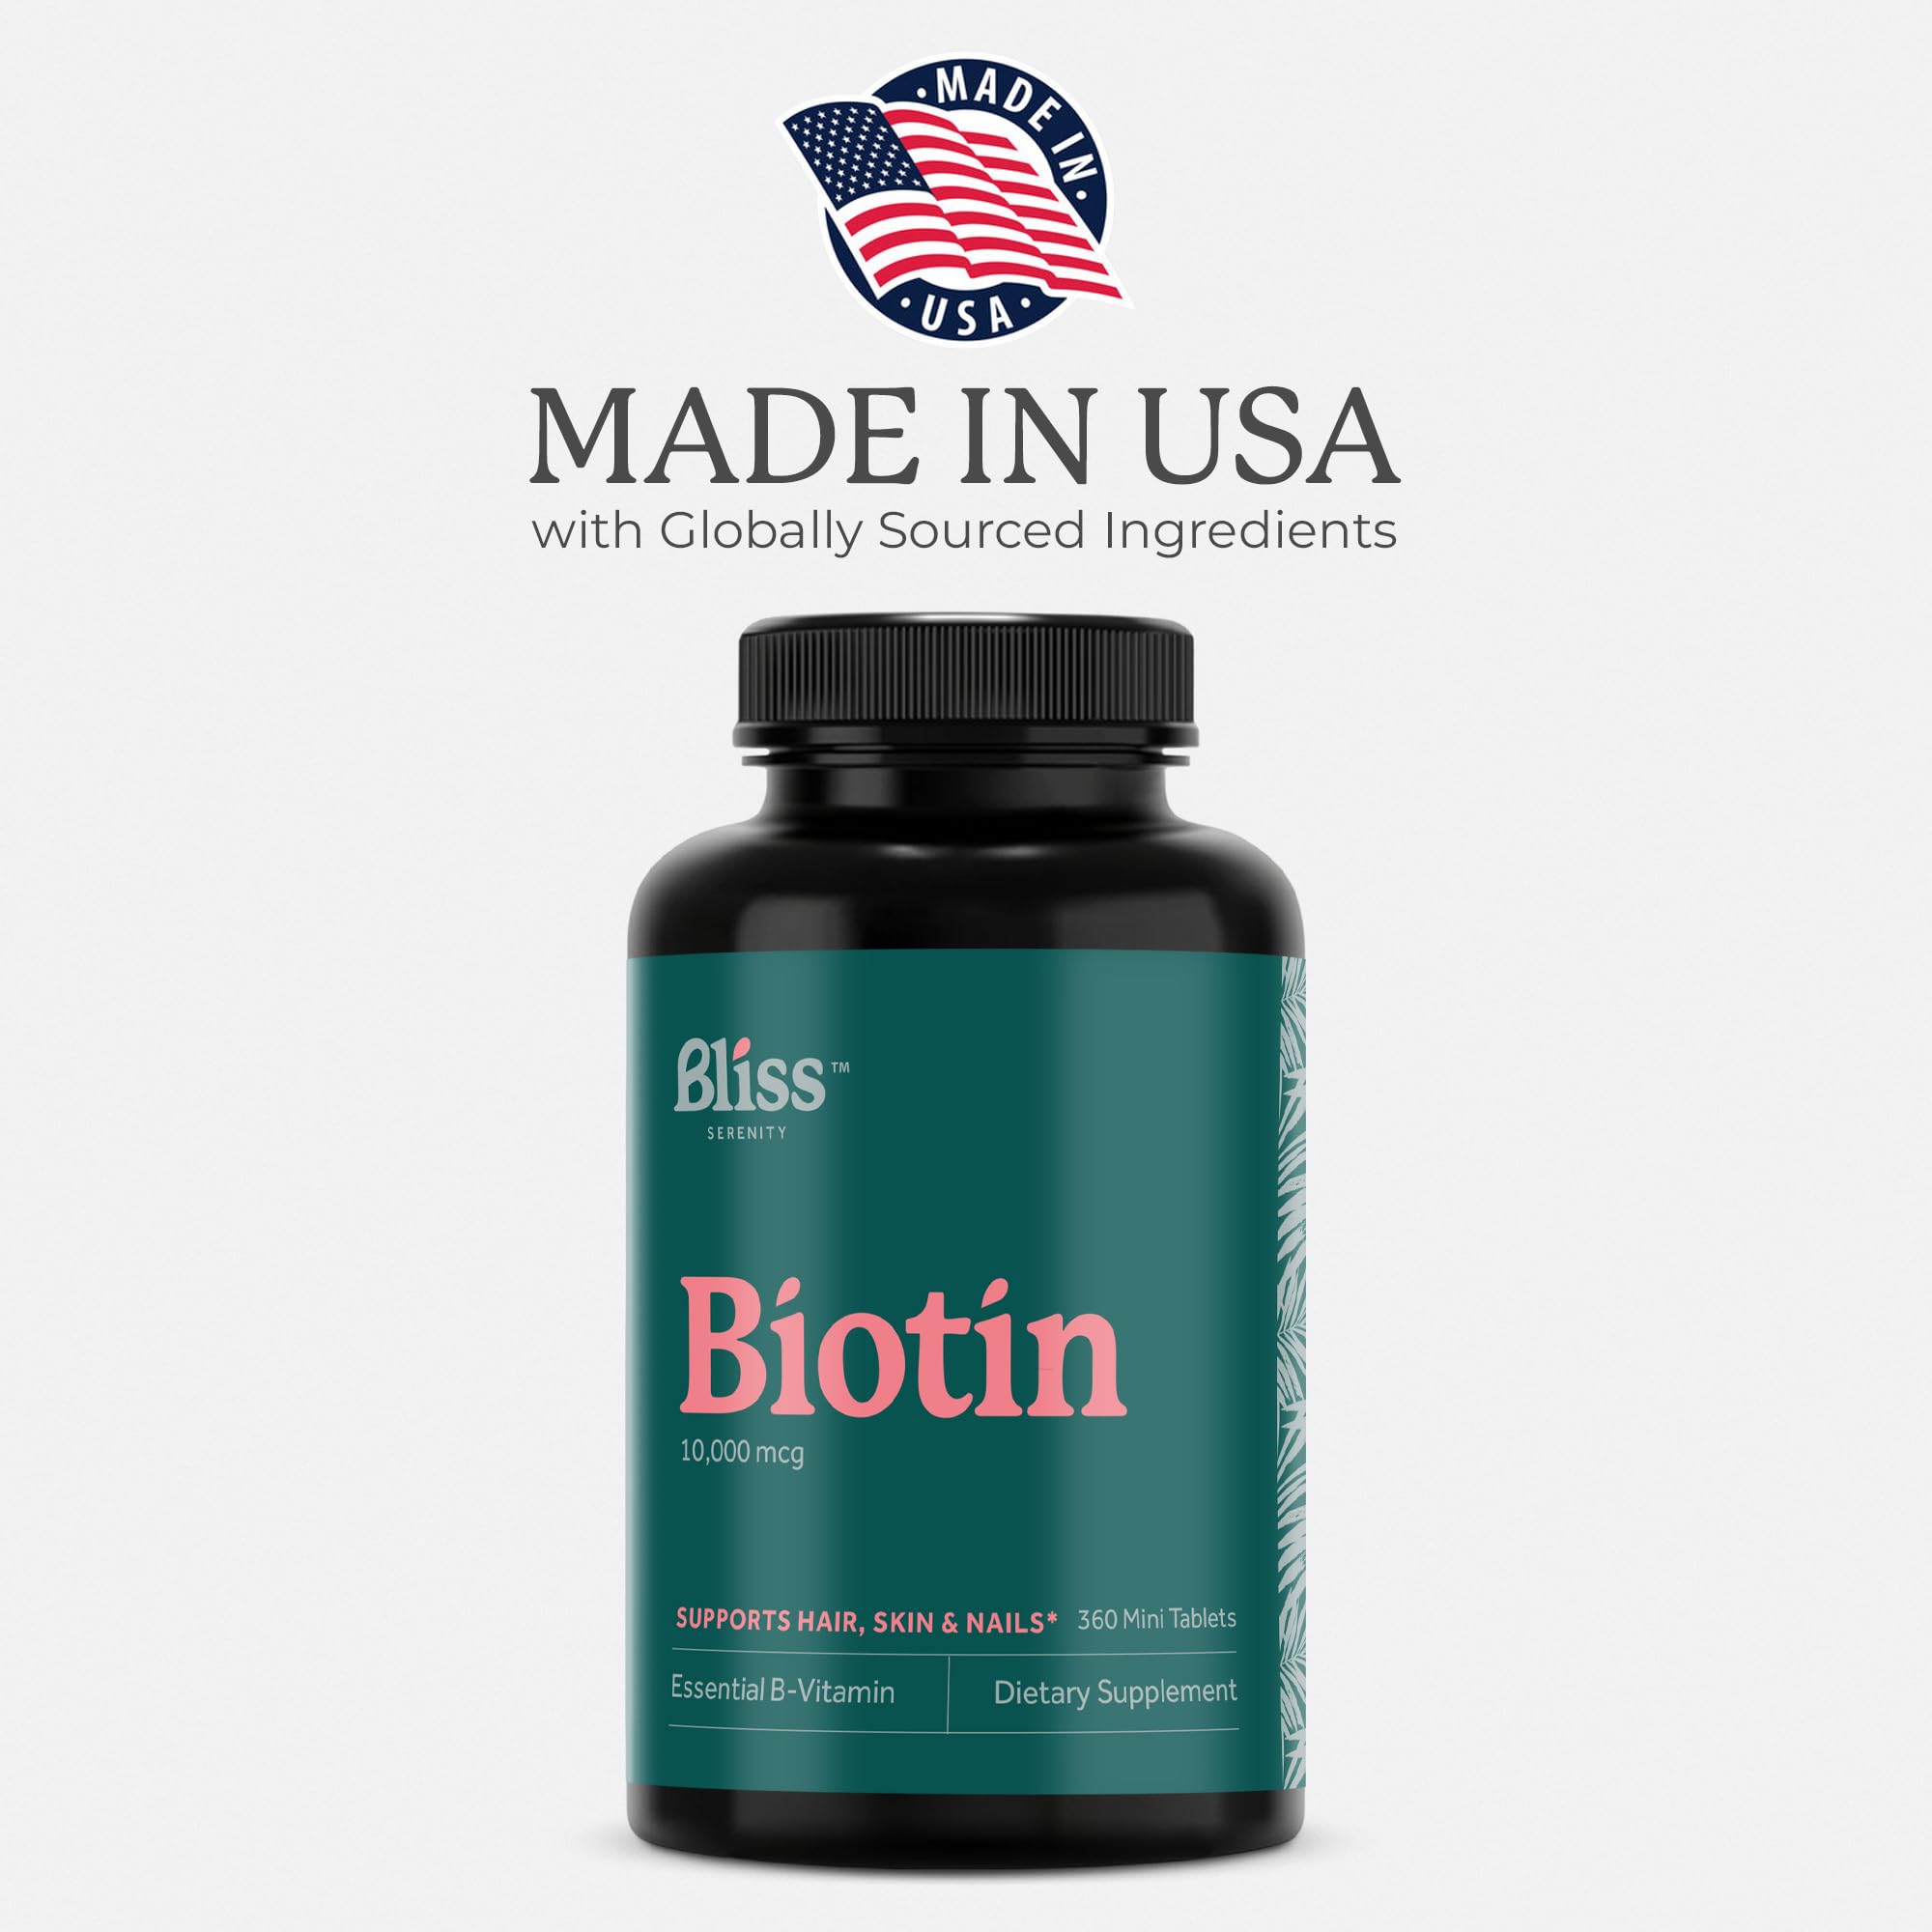 · MADE IN ·
· USA ·
MADE IN USA
with Globally Sourced Ingredients
Bliss™
SERENITY
Biotin
10,000 mcg
SUPPORTS HAIR, SKIN & NAILS* 360 Mini Tablets
Essential B-Vitamin Dietary Supplement